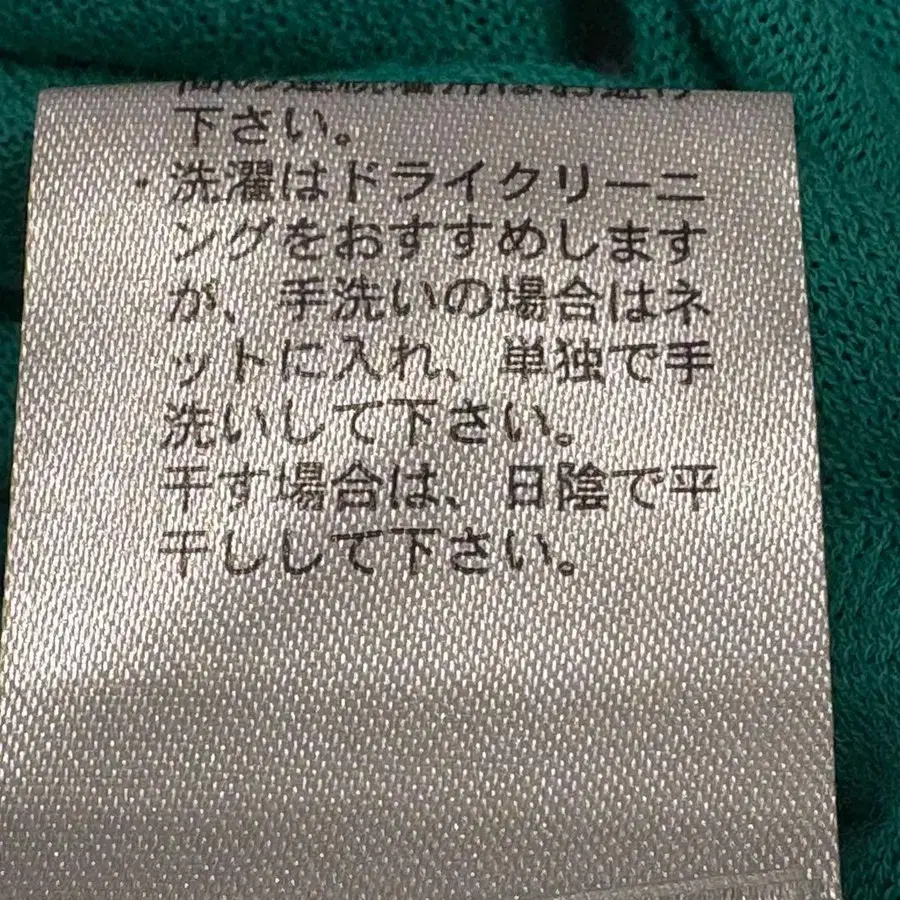 下さい。
・洗濯はドライクリーニ
ングをおすすめします
が、手洗いの場合はネ
ットに入れ、単独で手
洗いして下さい。
干す場合は、日陰で平
干しして下さい。